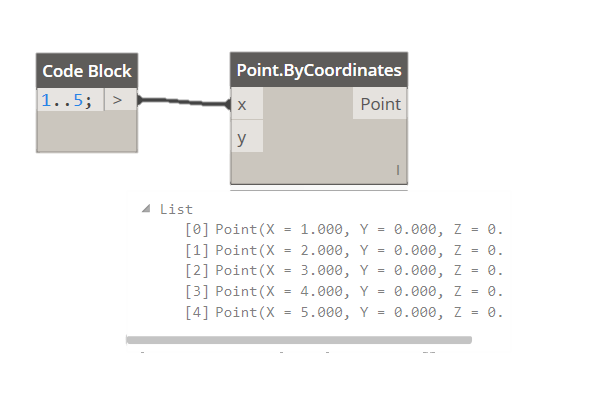 Code Block
1..5; >
Point.ByCoordinates
x Point
y
l
List
[0] Point(X = 1.000, Y = 0.000, Z = 0.
[1] Point(X = 2.000, Y = 0.000, Z = 0.
[2] Point(X = 3.000, Y = 0.000, Z = 0.
[3] Point(X = 4.000, Y = 0.000, Z = 0.
[4] Point(X = 5.000, Y = 0.000, Z = 0.